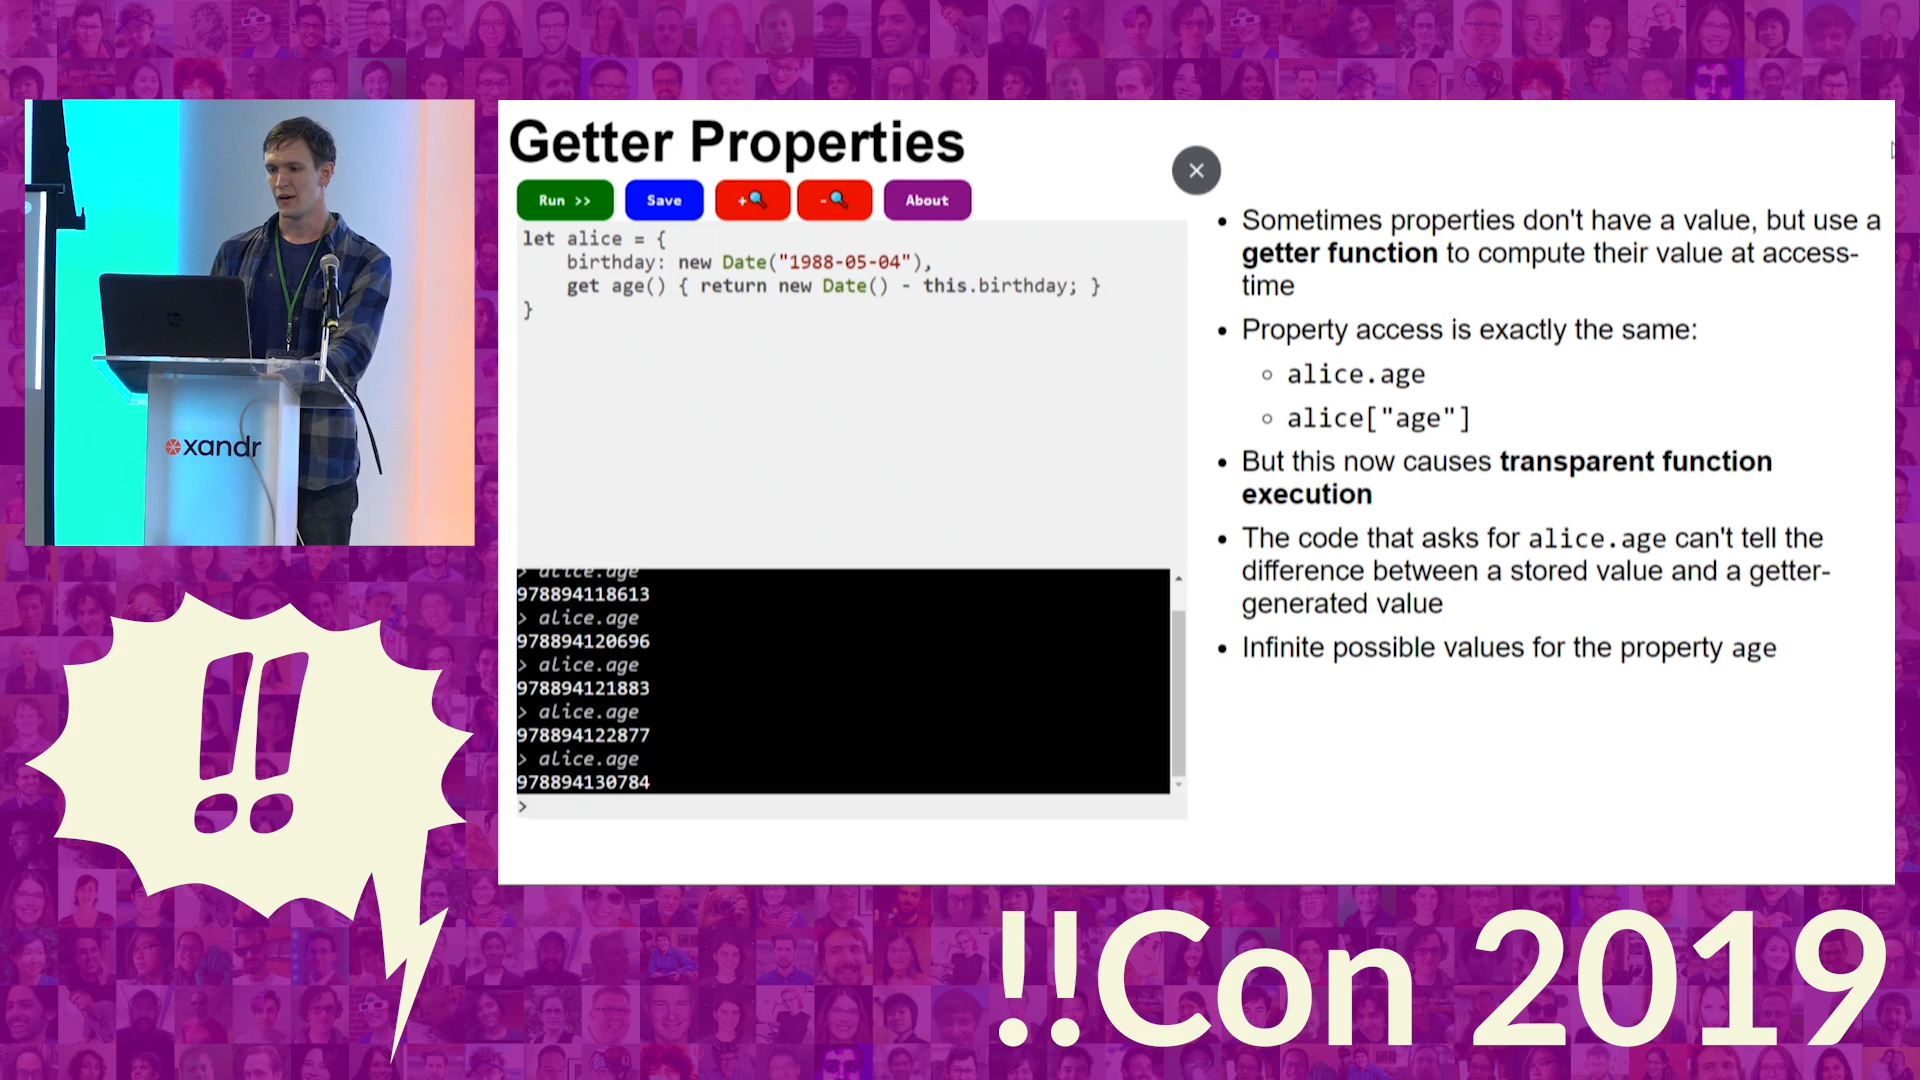 Getter Properties
Run >>
Save
+
-
About
let alice = {
birthday: new Date("1988-05-04"),
get age() { return new Date() - this.birthday; }
}
> alice.age
978894118613
> alice.age
978894120696
> alice.age
978894121883
> alice.age
978894122877
> alice.age
978894130784
>
• Sometimes properties don't have a value, but use a
getter function to compute their value at access-
time
• Property access is exactly the same:
○ alice.age
○ alice["age"]
• But this now causes transparent function
execution
• The code that asks for alice.age can't tell the
difference between a stored value and a getter-
generated value
• Infinite possible values for the property age
xandr
!!
!!Con 2019